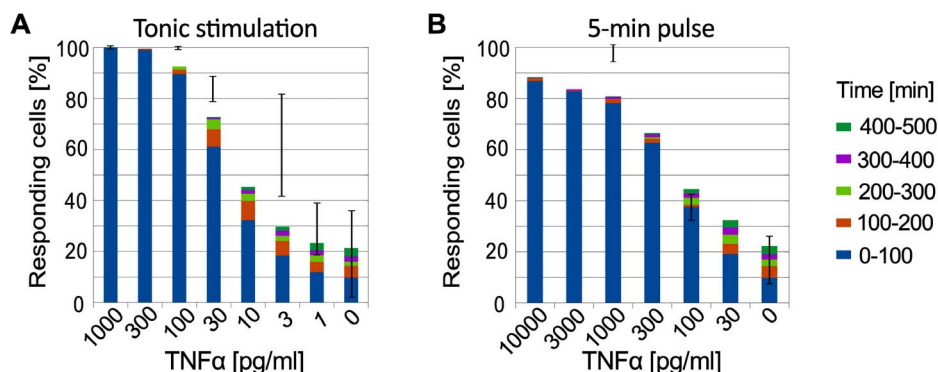 A
Tonic stimulation
Responding cells [%]
100
80
60
40
20
0
1000 300 100 30 10 3 1 0
TNFα [pg/ml]
B
5-min pulse
Responding cells [%]
100
80
60
40
20
0
10000 3000 1000 300 100 30 0
TNFα [pg/ml]
Time [min]
400-500
300-400
200-300
100-200
0-100